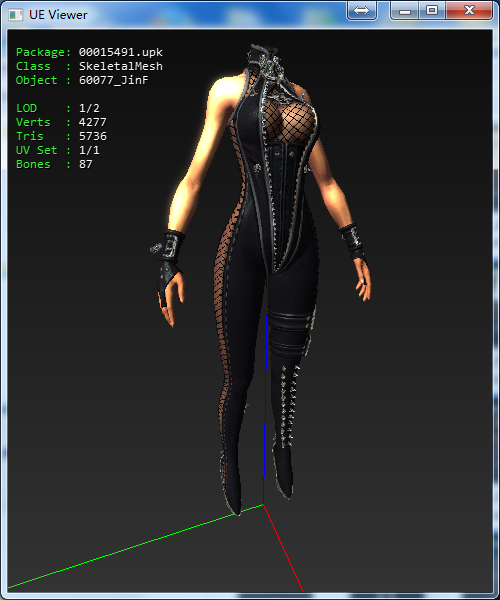 UE Viewer
Package: 00015491.upk
Class : SkeletalMesh
Object : 60077_JinF
LOD : 1/2
Verts : 4277
Tris : 5736
UV Set : 1/1
Bones : 87